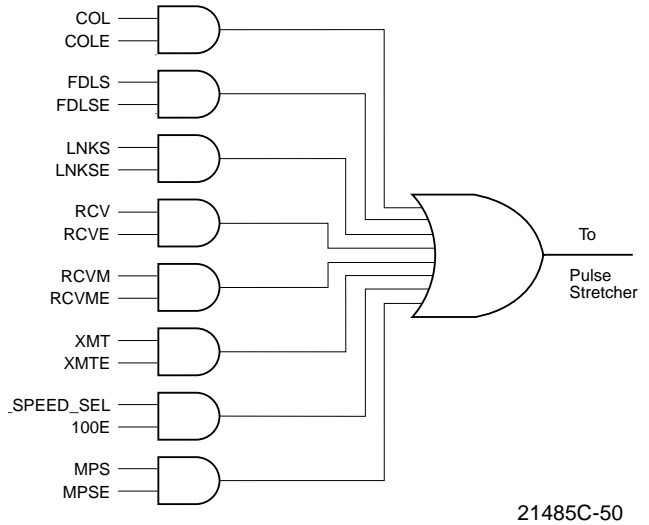 COL
COLE
FDLS
FDLSE
LNKS
LNKSE
RCV
RCVE
To
RCVM
RCVME
Pulse
Stretcher
XMT
XMTE
_SPEED_SEL
100E
MPS
MPSE
21485C-50